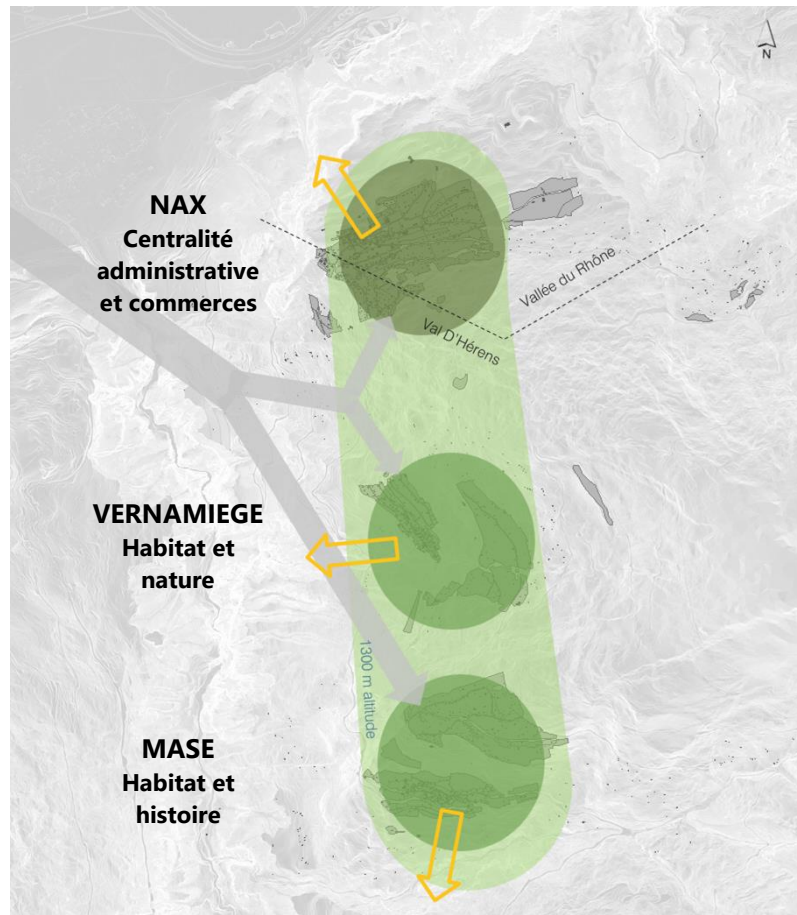 N
NAX
Centralité
administrative
et commerces
Vallée du Rhône
Val D'Hérens
VERNAMIEGE
Habitat et
nature
1300 m altitude
MASE
Habitat et
histoire